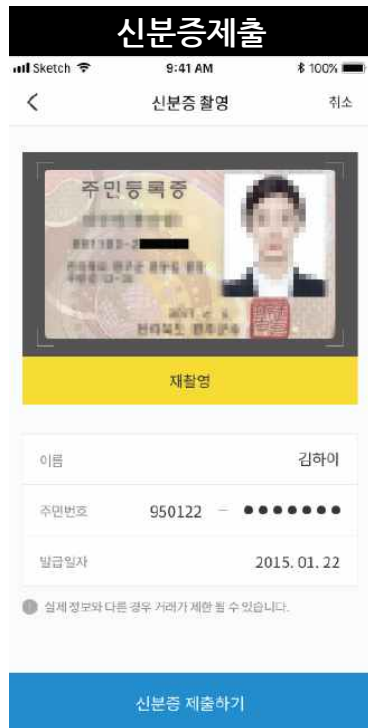 신분증제출
Sketch 9:41 AM 100%
신분증 촬영 취소
주민등록증
재촬영
이름 김하이
주민번호 950122 - ●●●●●●●
발급일자 2015. 01. 22
실제 정보와 다른 경우 거래가 제한 될 수 있습니다.
신분증 제출하기